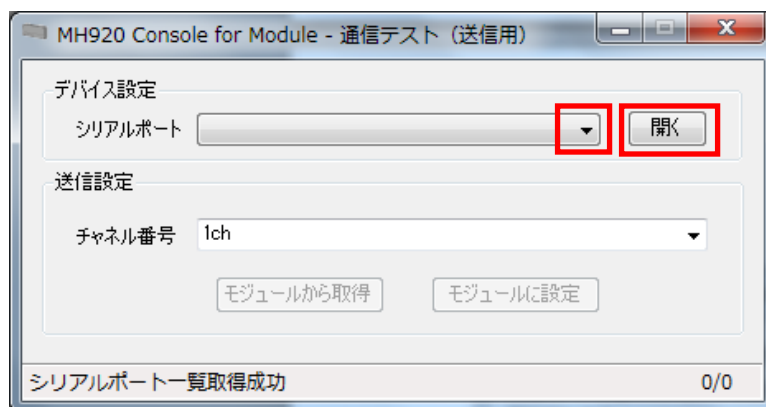 MH920 Console for Module - 通信テスト（送信用）
デバイス設定
シリアルポート
開く
送信設定
チャネル番号 1ch
モジュールから取得 モジュールに設定
シリアルポート一覧取得成功 0/0